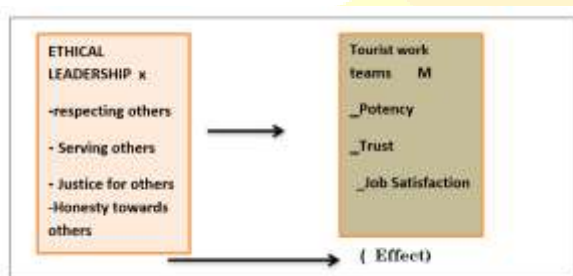 ETHICAL
LEADERSHIP x
-respecting others
- Serving others
- Justice for others
-Honesty towards
others
Tourist work
teams M
_Potency
_Trust
_Job Satisfaction
( Effect)